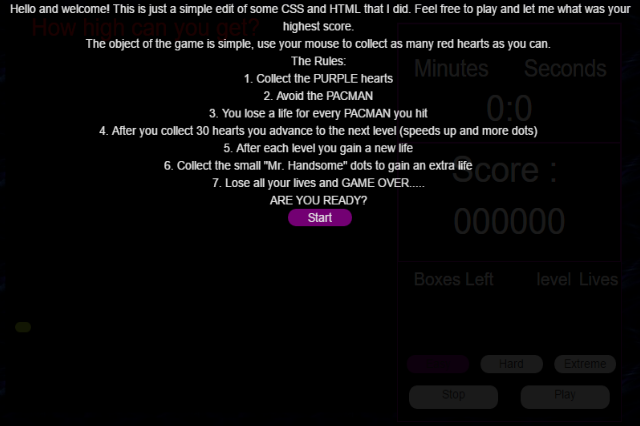 Hello and welcome! This is just a simple edit of some CSS and HTML that I did. Feel free to play and let me what was your
highest score.
The object of the game is simple, use your mouse to collect as many red hearts as you can.
The Rules:
1. Collect the PURPLE hearts
2. Avoid the PACMAN
3. You lose a life for every PACMAN you hit
4. After you collect 30 hearts you advance to the next level (speeds up and more dots)
5. After each level you gain a new life
6. Collect the small "Mr. Handsome" dots to gain an extra life
7. Lose all your lives and GAME OVER.....
ARE YOU READY?
Start
How high can you get?
Minutes Seconds
0:0
Score :
000000
Boxes Left level Lives
Hard Extreme
Stop Play